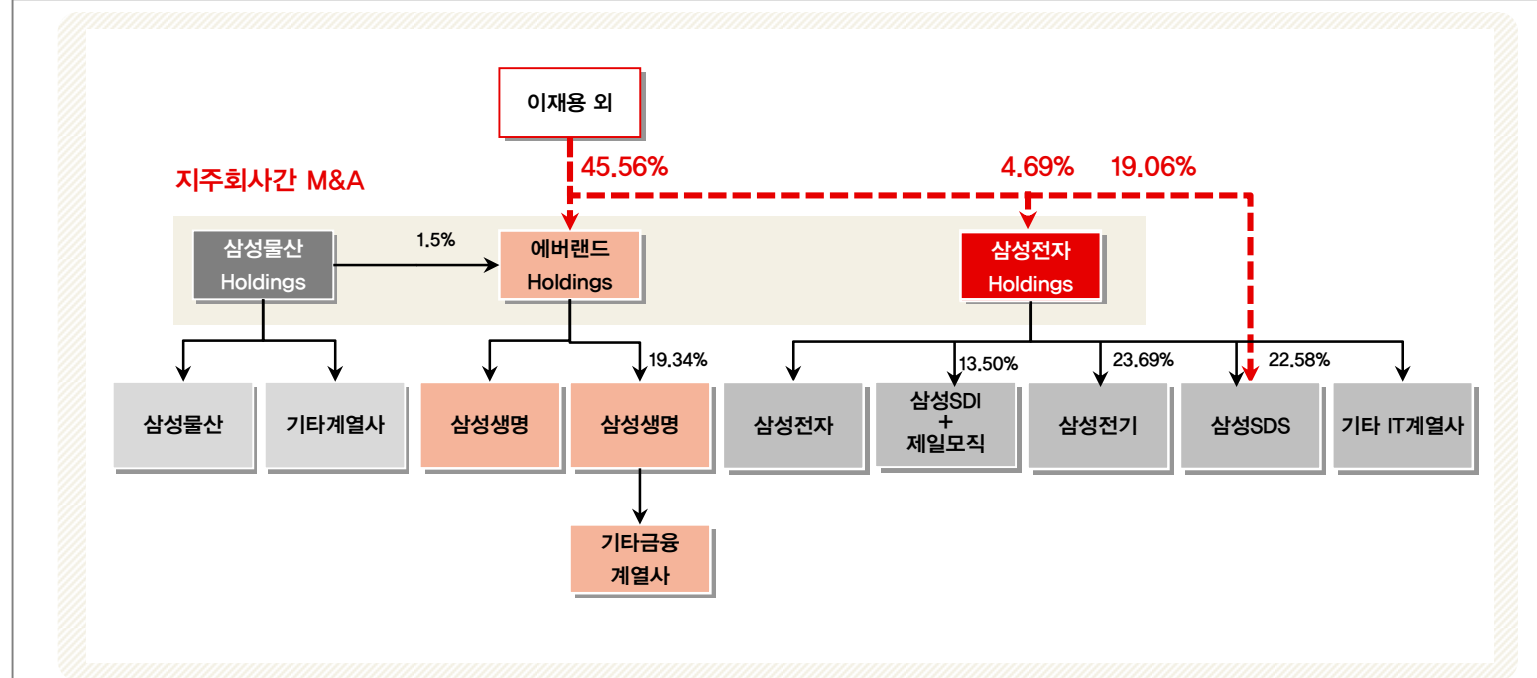 이재용 외
45.56%
4.69%
19.06%
지주회사간 M&A
삼성물산
Holdings
1.5%
에버랜드
Holdings
삼성전자
Holdings
19.34%
13.50%
23.69%
22.58%
삼성물산
기타계열사
삼성생명
삼성생명
삼성전자
삼성SDI
+
제일모직
삼성전기
삼성SDS
기타 IT계열사
기타금융
계열사